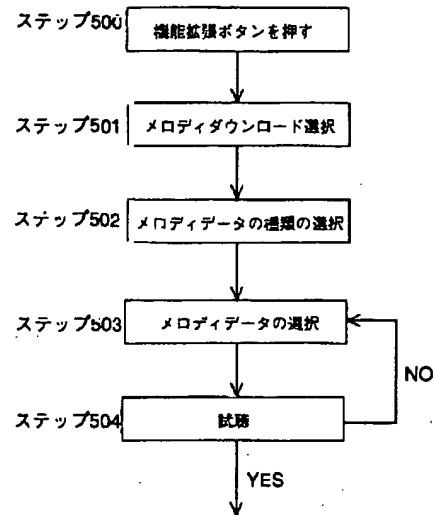 ステップ500
機能拡張ボタンを押す
ステップ501
メロディダウンロード選択
ステップ502
メロディデータの種類の選択
ステップ503
メロディデータの選択
NO
ステップ504
試聴
YES